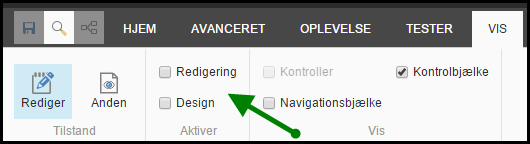 HJEM AVANCERET OPLEVELSE TESTER VIS
Redigering Kontroller Kontrolbjælke
Rediger Anden Design Navigationsbjælke
Tilstand Aktiver Vis